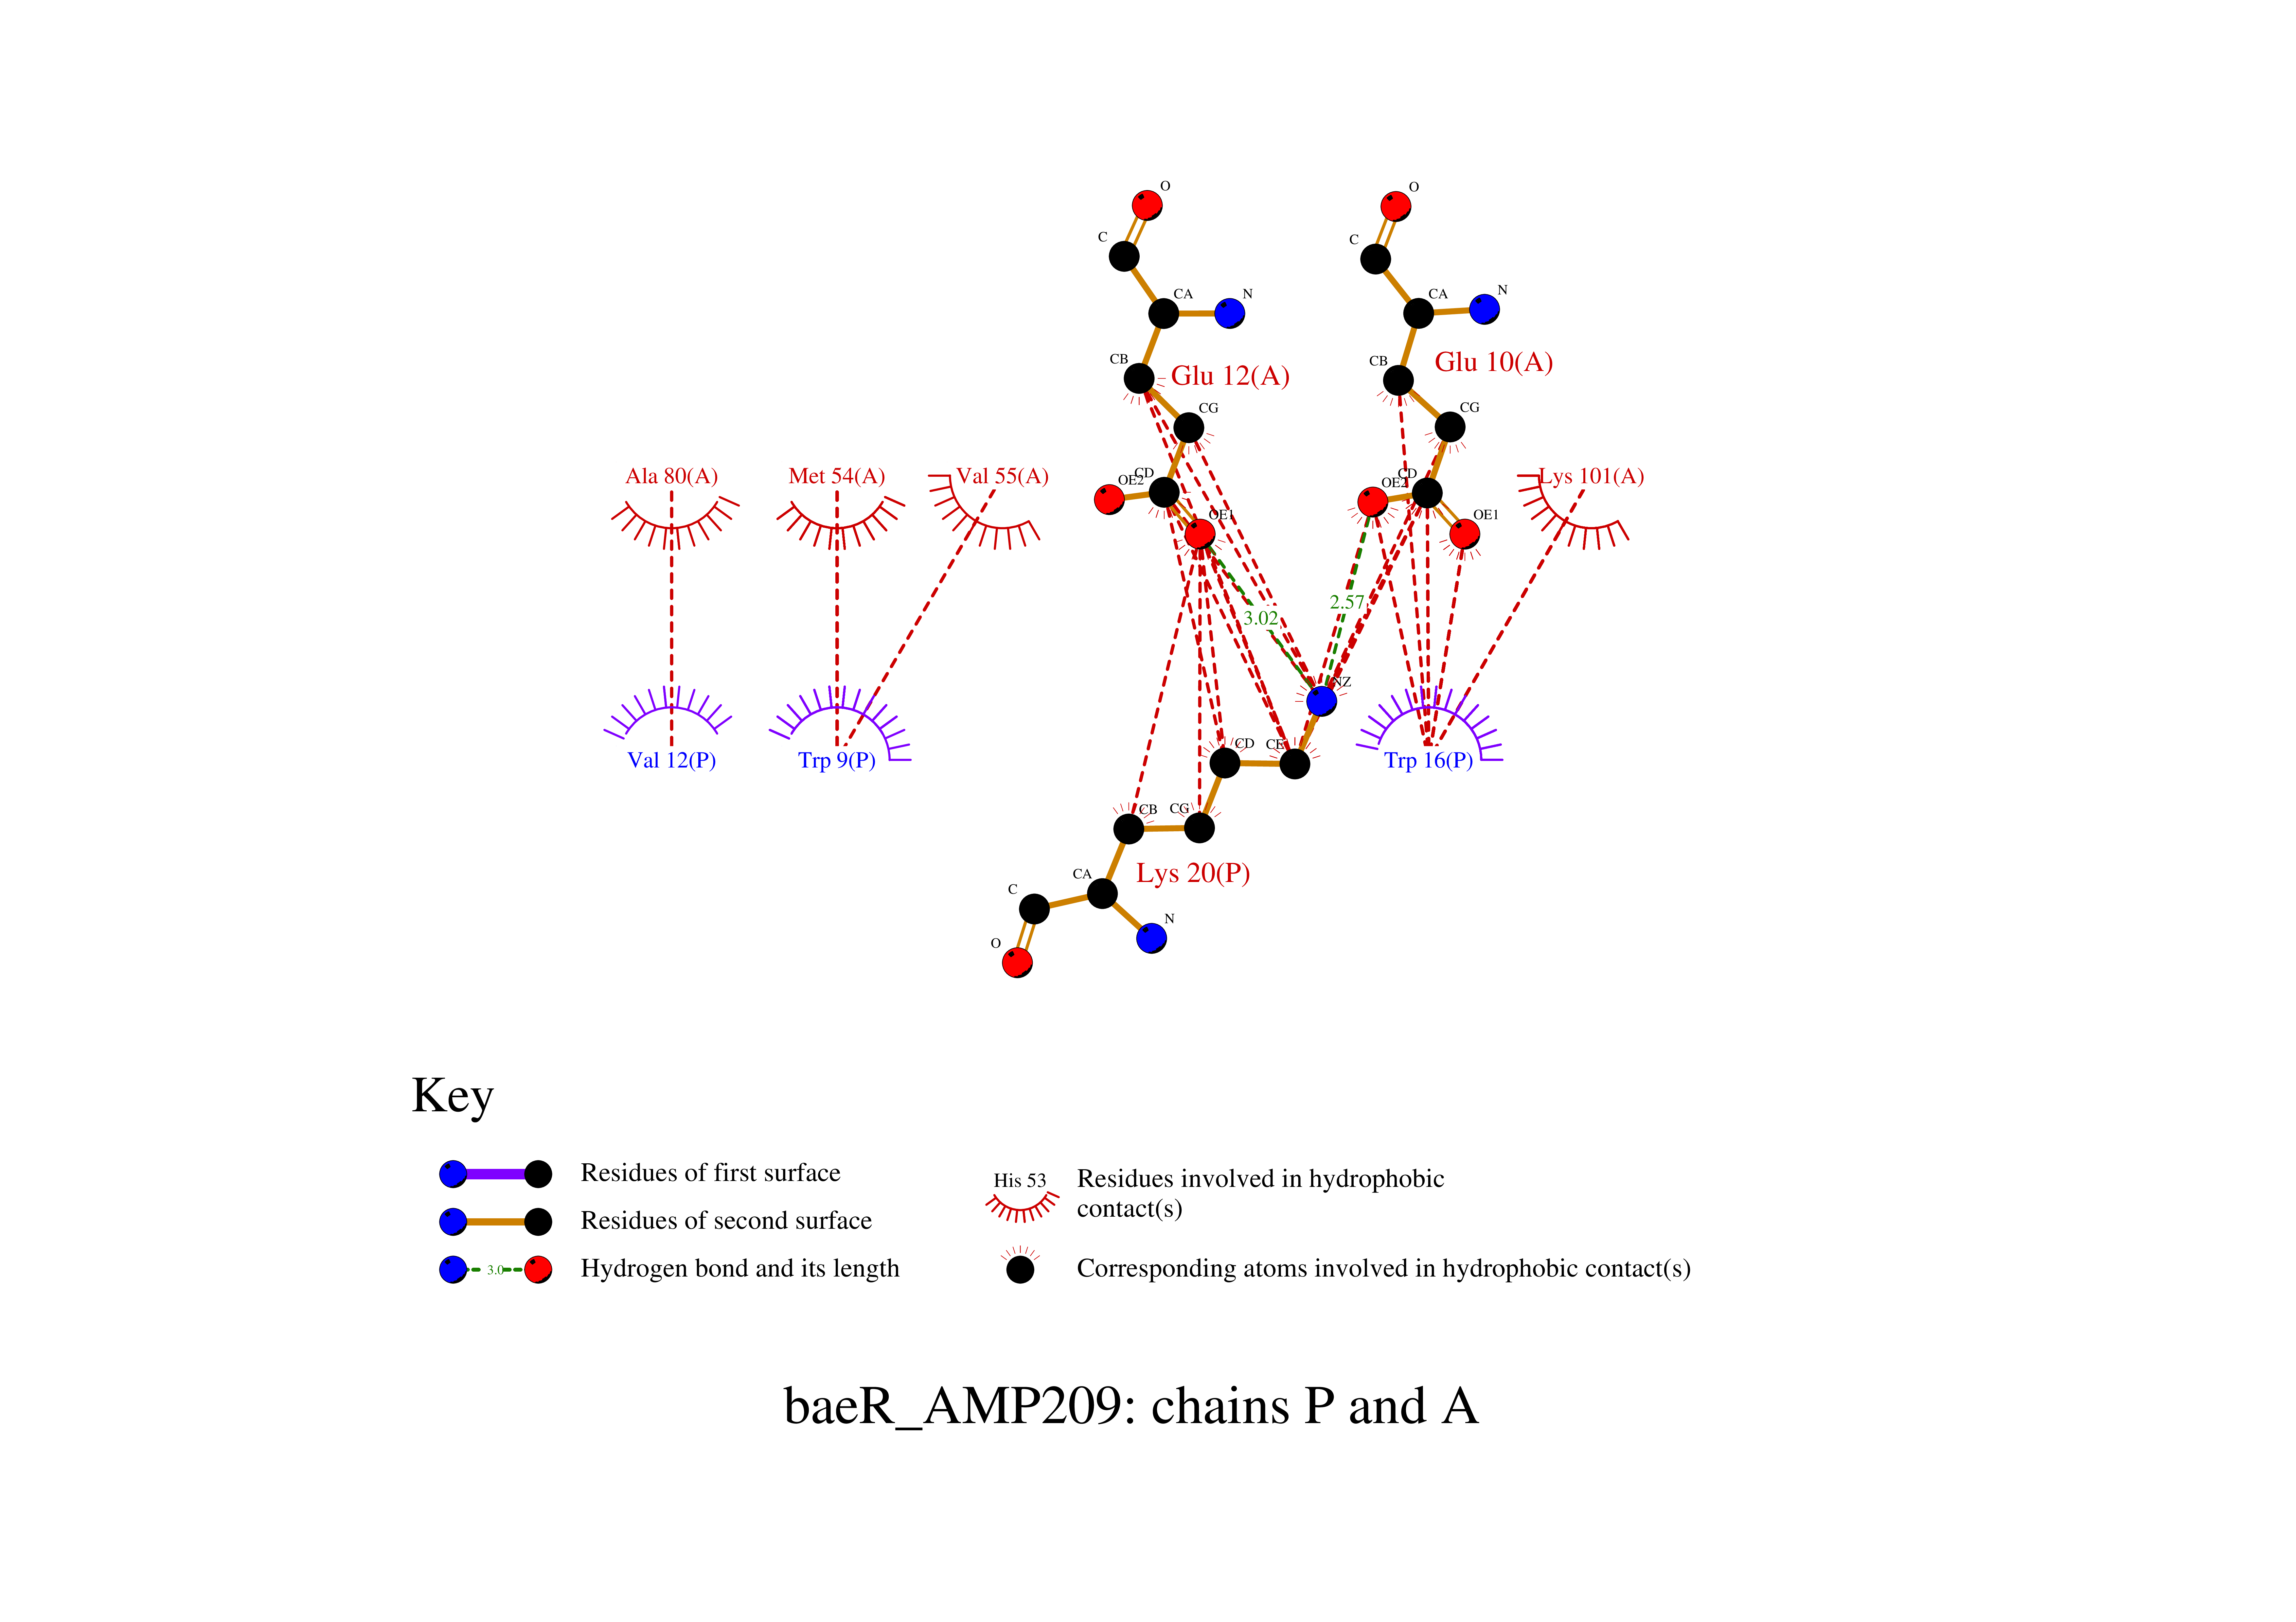 O
O
C
C
CA
N
CA
N
CB
Glu 12(A)
CB
Glu 10(A)
CG
CG
Ala 80(A)
Met 54(A)
Val 55(A)
CD
OE2
OE1
CD
OE2
OE1
Lys 101(A)
3.02
2.57
NZ
Val 12(P)
Trp 9(P)
CD
CE
Trp 16(P)
CB
CG
Lys 20(P)
CA
C
N
O
Key
Residues of first surface
Residues of second surface
3.0
Hydrogen bond and its length
His 53
Residues involved in hydrophobic
contact(s)
Corresponding atoms involved in hydrophobic contact(s)
baeR_AMP209: chains P and A